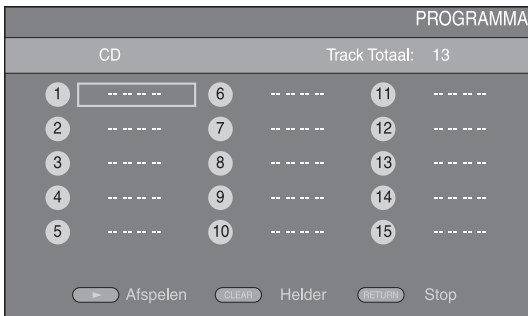 PROGRAMMA
CD Track Totaal: 13
1 -- -- -- -- 6 -- -- -- -- 11 -- -- -- --
2 -- -- -- -- 7 -- -- -- -- 12 -- -- -- --
3 -- -- -- -- 8 -- -- -- -- 13 -- -- -- --
4 -- -- -- -- 9 -- -- -- -- 14 -- -- -- --
5 -- -- -- -- 10 -- -- -- -- 15 -- -- -- --
Afspelen CLEAR Helder RETURN Stop